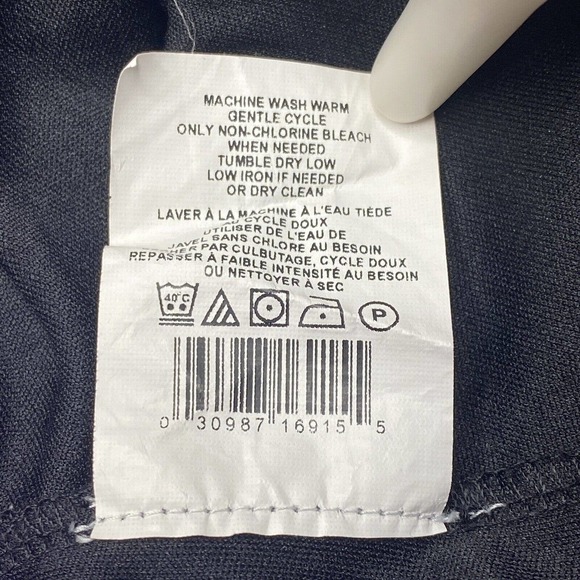 MACHINE WASH WARM
GENTLE CYCLE
ONLY NON-CHLORINE BLEACH
WHEN NEEDED
TUMBLE DRY LOW
LOW IRON IF NEEDED
OR DRY CLEAN
LAVER À LA MACHINE À L'EAU TIÈDE
AU CYCLE DOUX
UTILISER DE L'EAU DE
JAVEL SANS CHLORE AU BESOIN
PAR CULBUTAGE, CYCLE DOUX
REPASSER À FAIBLE INTENSITÉ AU BESOIN
OU NETTOYER À SEC
40°C P
0 30987 16915 5